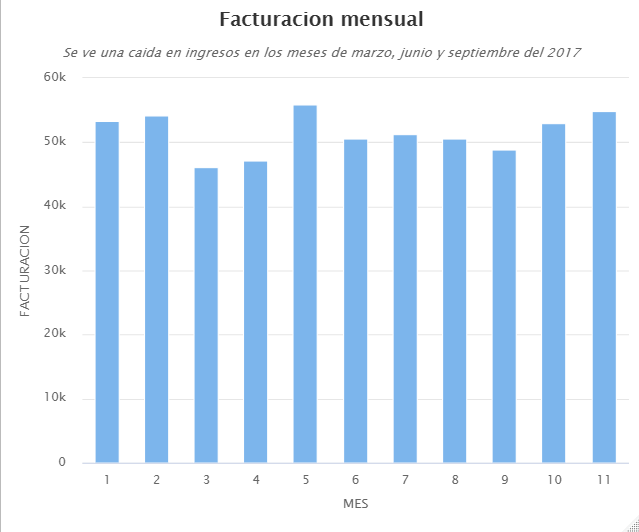 Facturacion mensual
Se ve una caida en ingresos en los meses de marzo, junio y septiembre del 2017
60k
50k
40k
30k
20k
10k
0
FACTURACION
1 2 3 4 5 6 7 8 9 10 11
MES